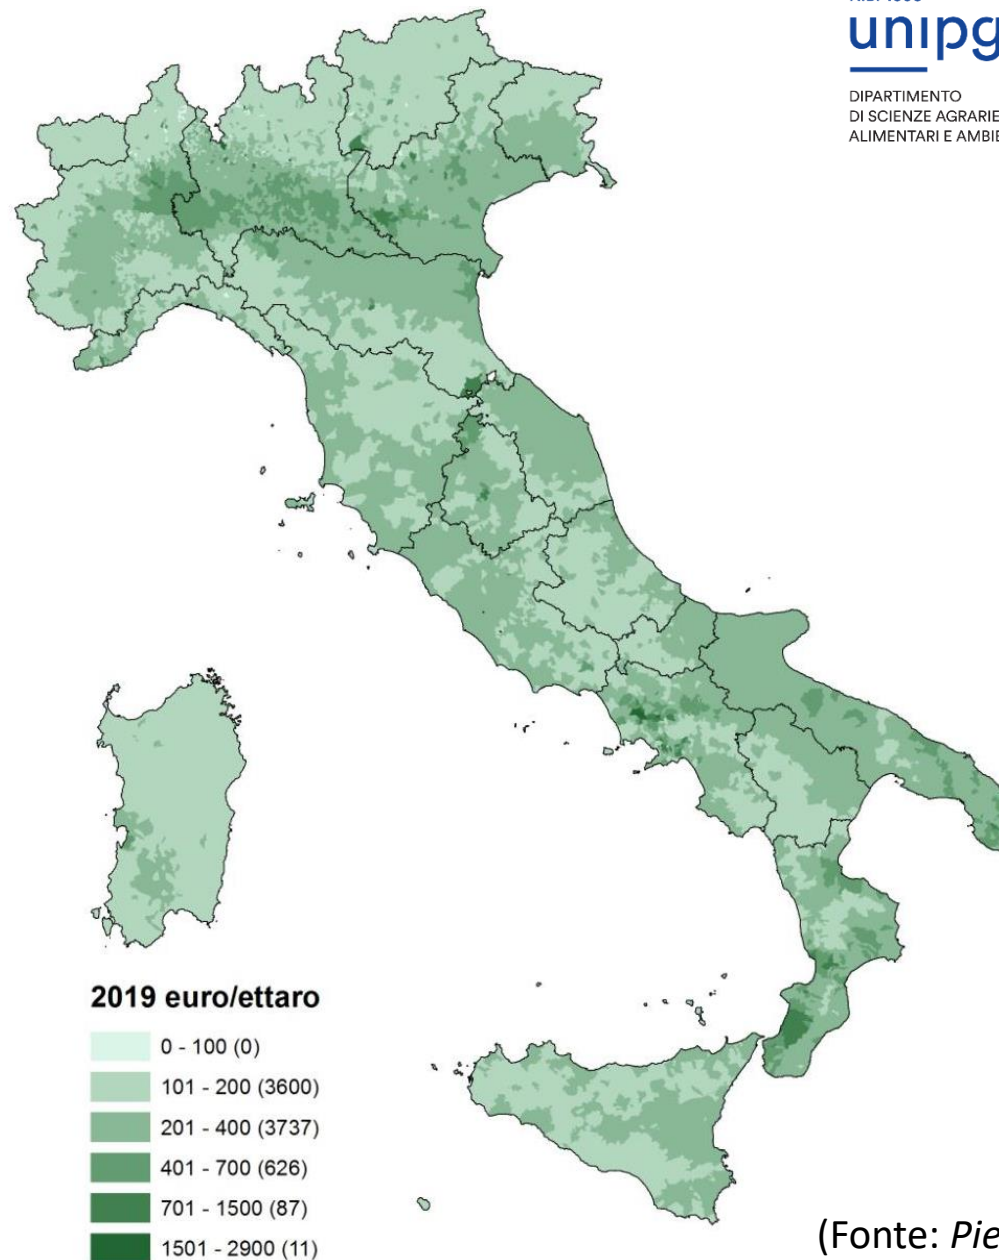 unipg
DIPARTIMENTO
DI SCIENZE AGRARIE
ALIMENTARI E AMBIE
2019 euro/ettaro
0 - 100 (0)
101 - 200 (3600)
201 - 400 (3737)
401 - 700 (626)
701 - 1500 (87)
1501 - 2900 (11)
(Fonte: Pie